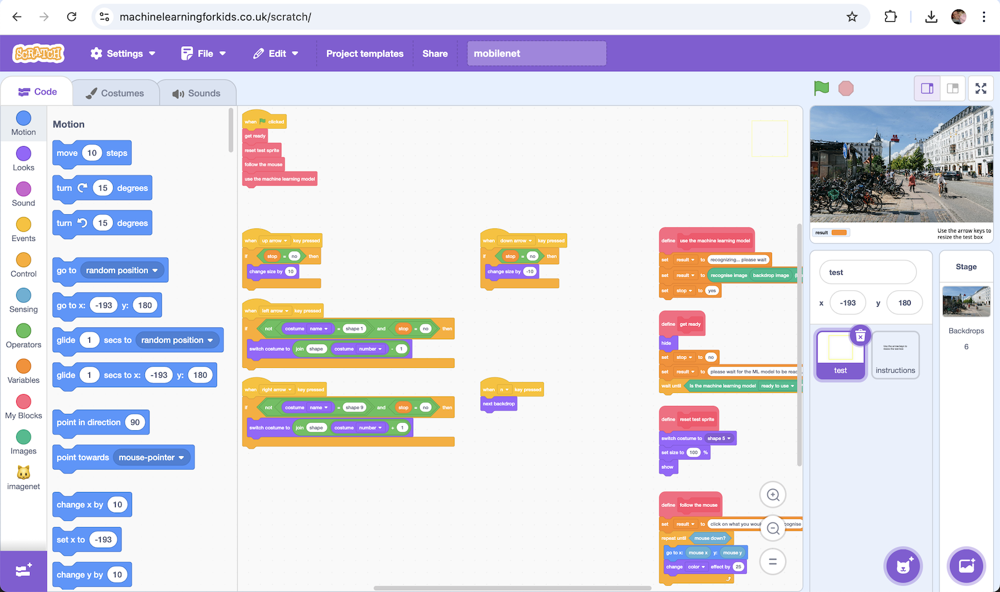 machinelearningforkids.co.uk/scratch/
SCRATCH
Settings
File
Edit
Project templates
Share
mobilenet
Code
Costumes
Sounds
Motion
Looks
Sound
Events
Control
Sensing
Operators
Variables
My Blocks
Images
imagenet
Motion
move 10 steps
turn 15 degrees
turn 15 degrees
go to random position
go to x: -193 y: 180
glide 1 secs to random position
glide 1 secs to x: -193 y: 180
point in direction 90
point towards mouse-pointer
change x by 10
set x to -193
change y by 10
when clicked
get ready
reset test sprite
follow the mouse
use the machine learning model
when up arrow key pressed
if stop = no then
change size by 10
when left arrow key pressed
if not costume name = shape 1 and stop = no then
switch costume to join shape costume number - 1
when right arrow key pressed
if not costume name = shape 9 and stop = no then
switch costume to join shape costume number + 1
when down arrow key pressed
if stop = no then
change size by -10
when n key pressed
next backdrop
define use the machine learning model
set result to recognizing... please wait
set result to recognise image backdrop image
set stop to yes
define get ready
hide
set stop to no
set result to please wait for the ML model to be rea
wait until Is the machine learning model ready to use
define reset test sprite
switch costume to shape 5
set size to 100 %
show
define follow the mouse
set result to click on what you wou cognise
repeat until mouse down?
go to x: mouse x y: mouse y
change color effect by 25
M
result
Use the arrow keys to
resize the test box
test
x -193 y 180
test
Use the arrow keys to
resize the test box
instructions
Stage
Backdrops
6